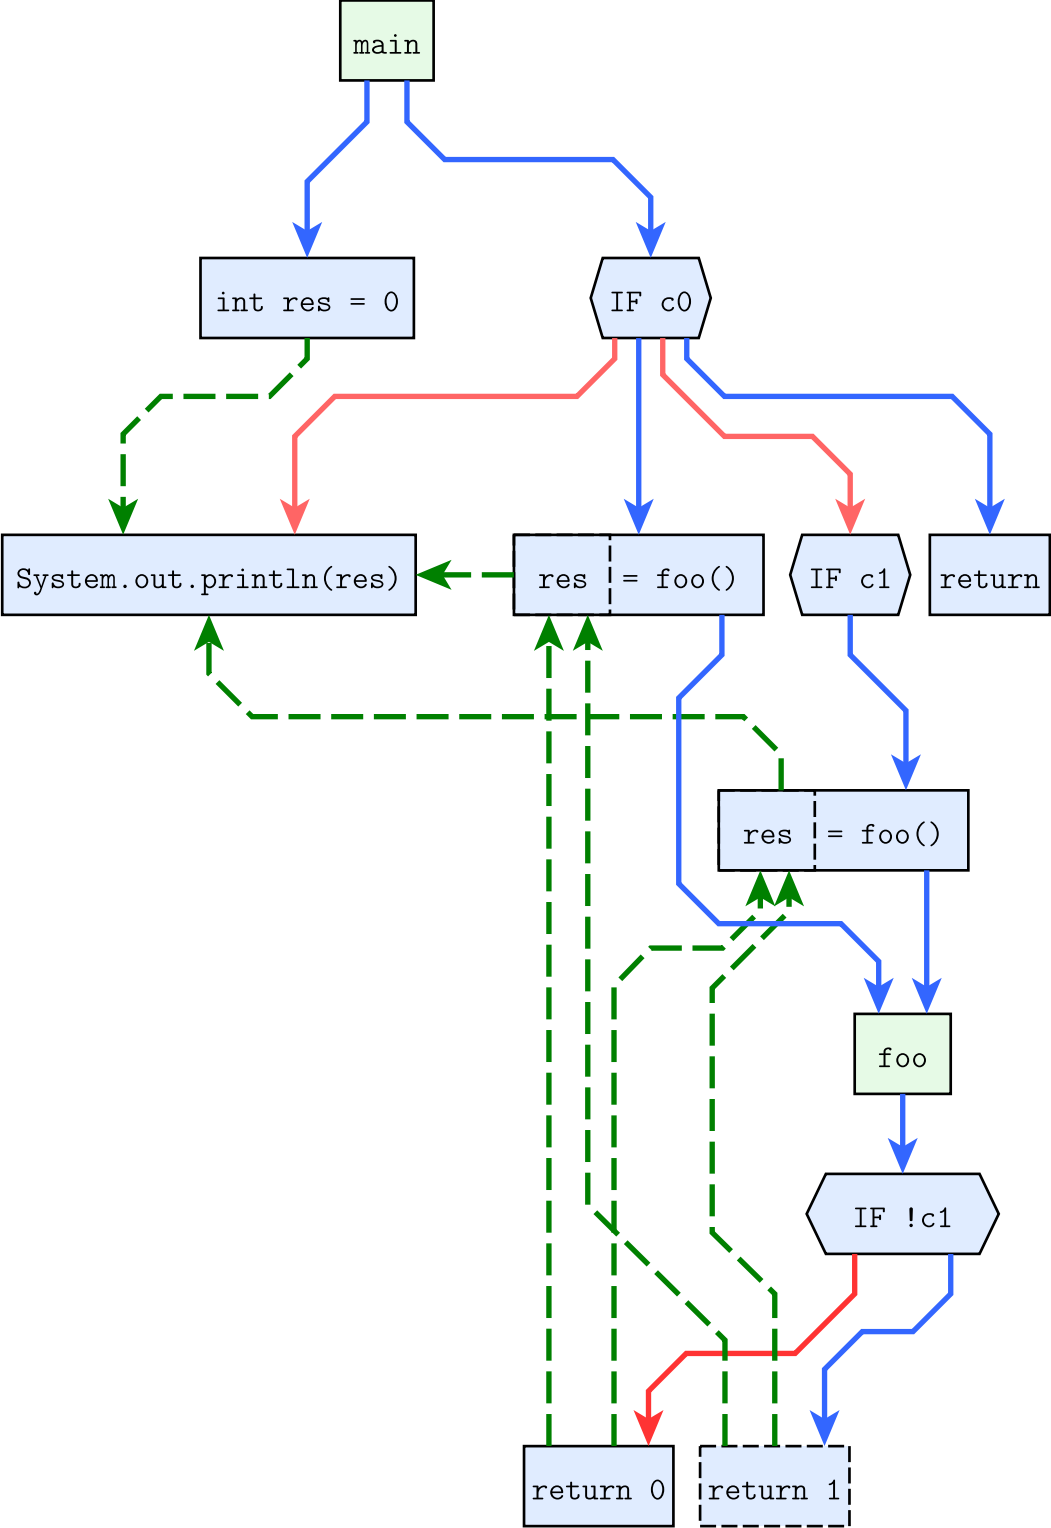 main
int res = 0
IF c0
System.out.println(res)
res = foo()
IF c1
return
res = foo()
foo
IF !c1
return 0
return 1